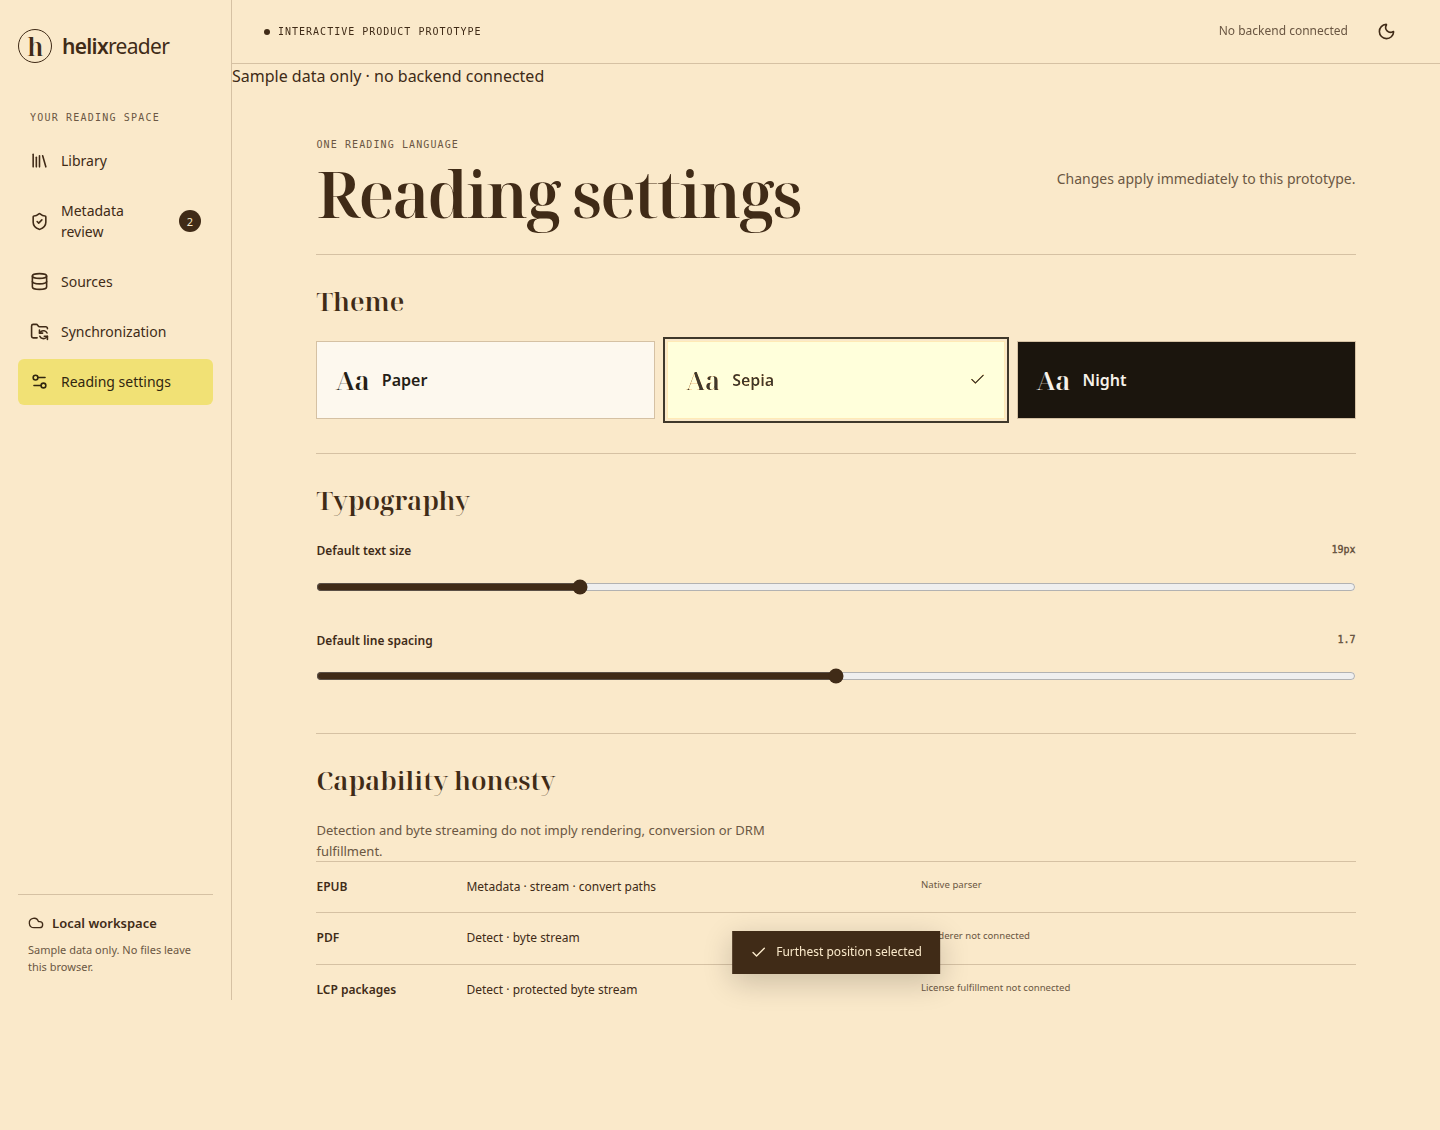 h helixreader
YOUR READING SPACE
Library
Metadata
review
2
Sources
Synchronization
Reading settings
Local workspace
Sample data only. No files leave
this browser.
INTERACTIVE PRODUCT PROTOTYPE
No backend connected
Sample data only · no backend connected
ONE READING LANGUAGE
Reading settings
Changes apply immediately to this prototype.
Theme
Aa Paper
Aa Sepia
Aa Night
Typography
Default text size
19px
Default line spacing
1.7
Capability honesty
Detection and byte streaming do not imply rendering, conversion or DRM
fulfillment.
EPUB Metadata · stream · convert paths Native parser
PDF Detect · byte stream not connected
Furthest position selected
LCP packages Detect · protected byte stream License fulfillment not connected